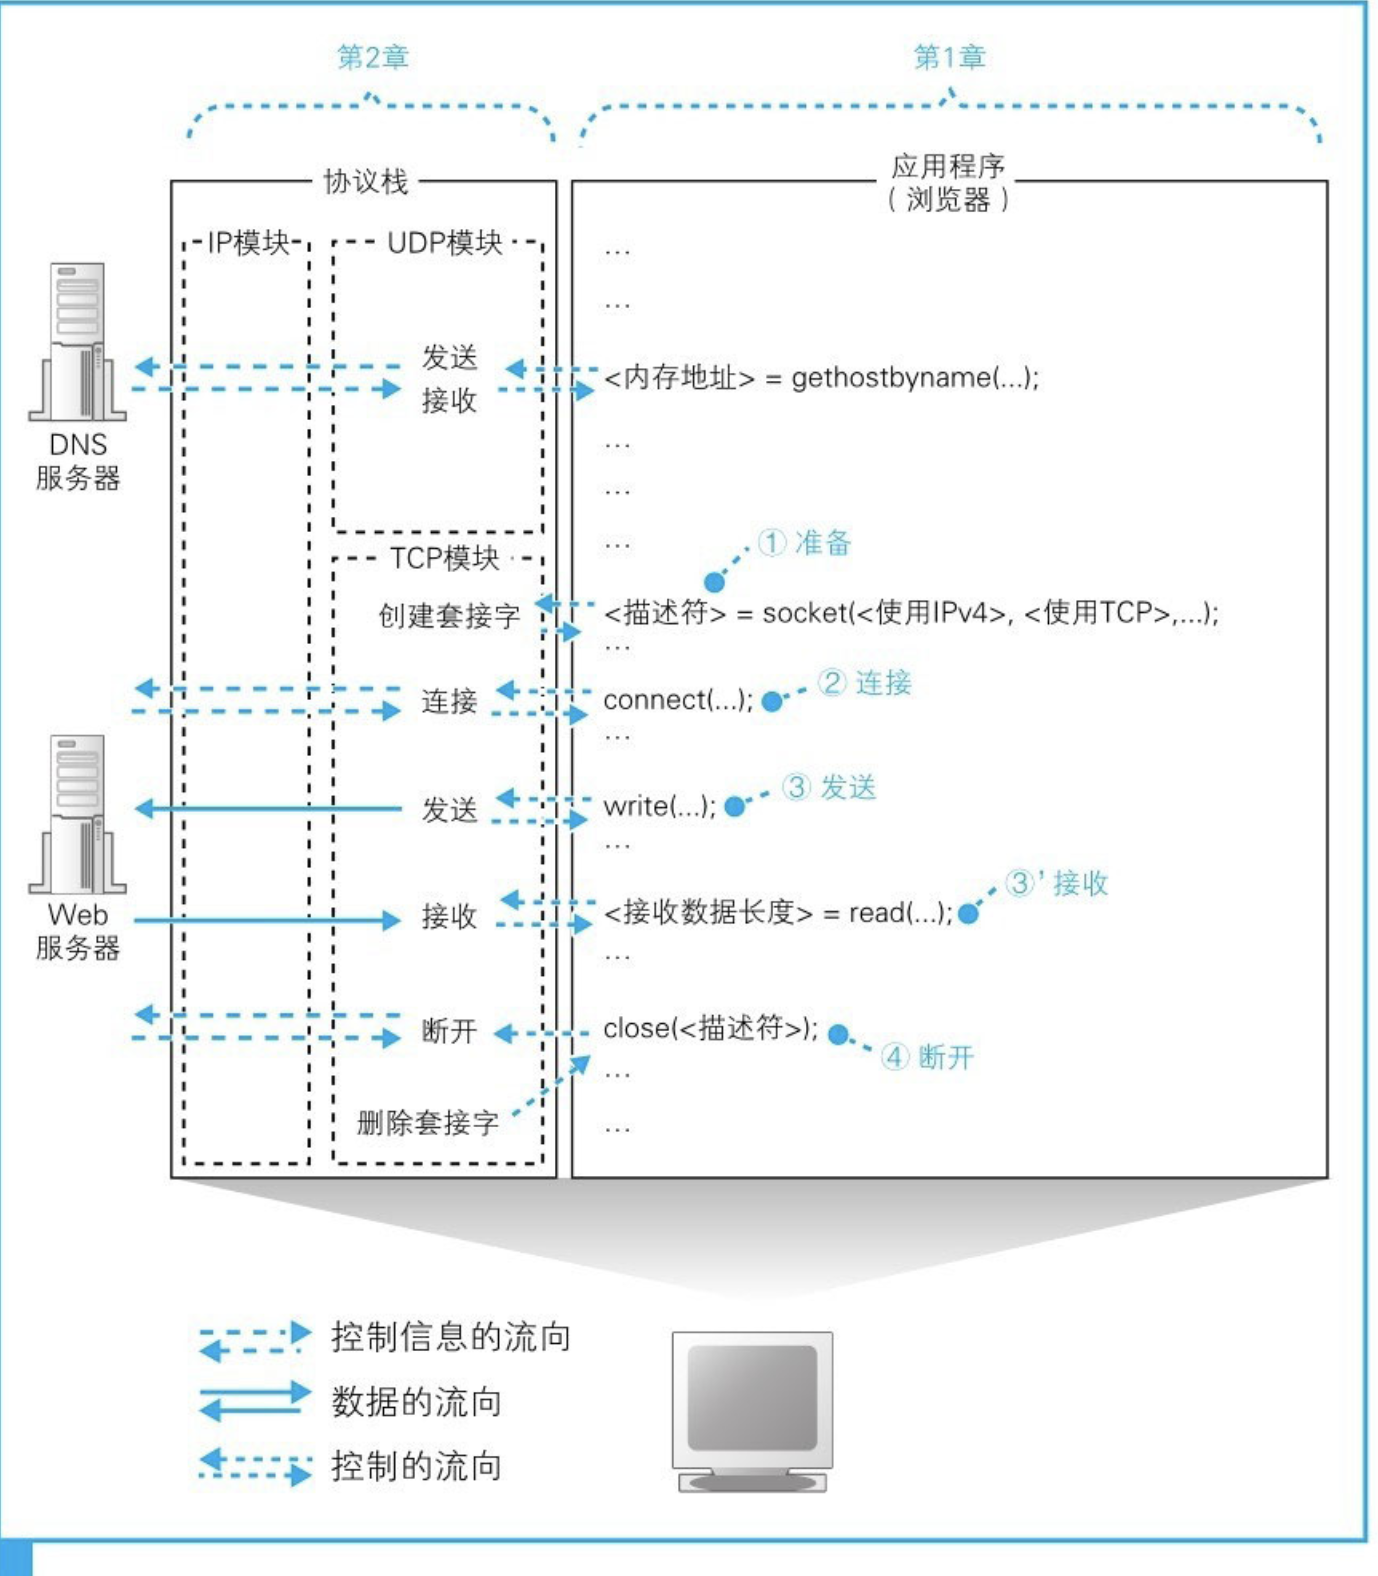 第2章
第1章
协议栈
应用程序
（浏览器）
IP模块
UDP模块
…
…
发送
接收
<内存地址> = gethostbyname(...);
DNS
服务器
…
…
…
① 准备
TCP模块
创建套接字
<描述符> = socket(<使用IPv4>, <使用TCP>,...);
…
② 连接
连接
connect(...);
…
③ 发送
发送
write(...);
…
③’接收
Web
服务器
接收
<接收数据长度> = read(...);
…
断开
close(<描述符>);
④ 断开
…
删除套接字
…
控制信息的流向
数据的流向
控制的流向